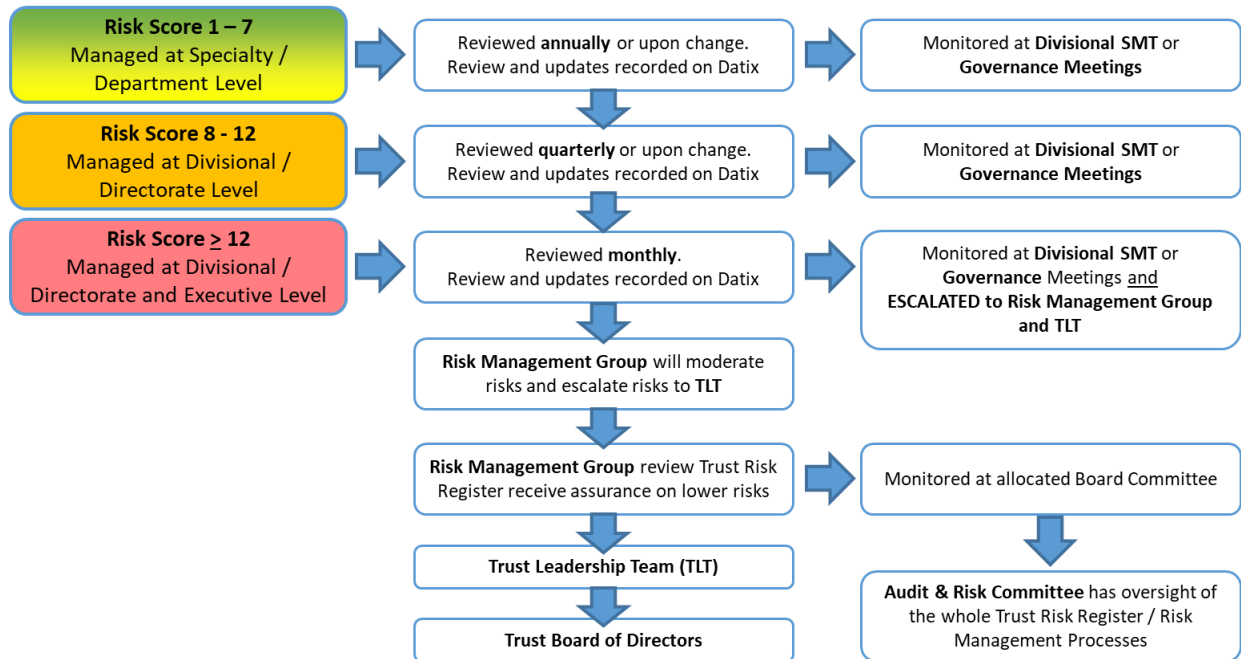 Risk Score 1 – 7
Managed at Specialty /
Department Level
Reviewed annually or upon change.
Review and updates recorded on Datix
Monitored at Divisional SMT or
Governance Meetings
Risk Score 8 - 12
Managed at Divisional /
Directorate Level
Reviewed quarterly or upon change.
Review and updates recorded on Datix
Monitored at Divisional SMT or
Governance Meetings
Risk Score > 12
Managed at Divisional /
Directorate and Executive Level
Reviewed monthly.
Review and updates recorded on Datix
Monitored at Divisional SMT or
Governance Meetings and
ESCALATED to Risk Management Group
and TLT
Risk Management Group will moderate
risks and escalate risks to TLT
Risk Management Group review Trust Risk
Register receive assurance on lower risks
Monitored at allocated Board Committee
Trust Leadership Team (TLT)
Audit & Risk Committee has oversight of
the whole Trust Risk Register / Risk
Management Processes
Trust Board of Directors